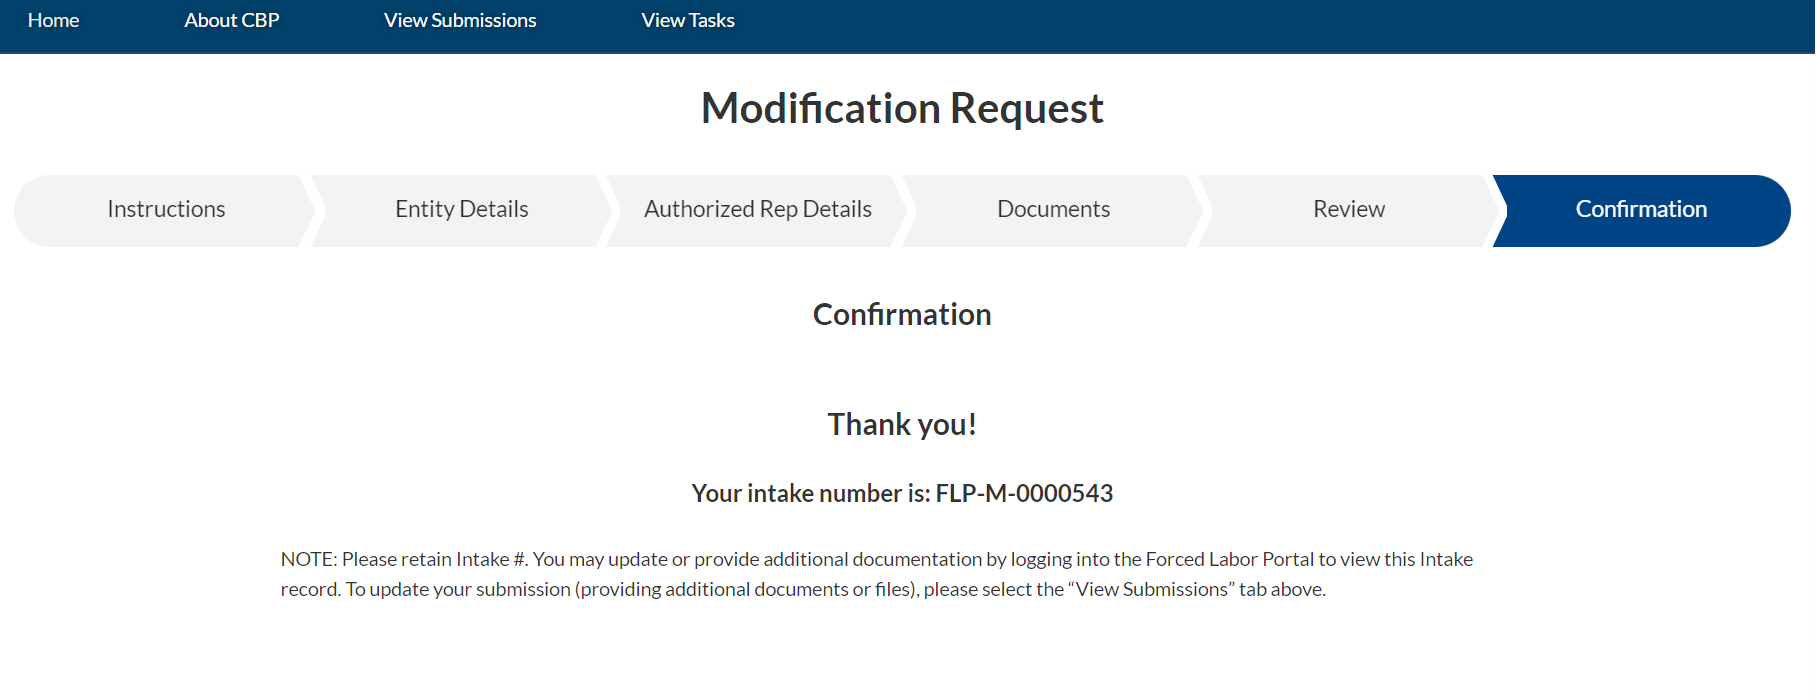 Home About CBP View Submissions View Tasks
Modification Request
Instructions Entity Details Authorized Rep Details Documents Review Confirmation
Confirmation
Thank you!
Your intake number is: FLP-M-0000543
NOTE: Please retain Intake #. You may update or provide additional documentation by logging into the Forced Labor Portal to view this Intake
record. To update your submission (providing additional documents or files), please select the “View Submissions” tab above.